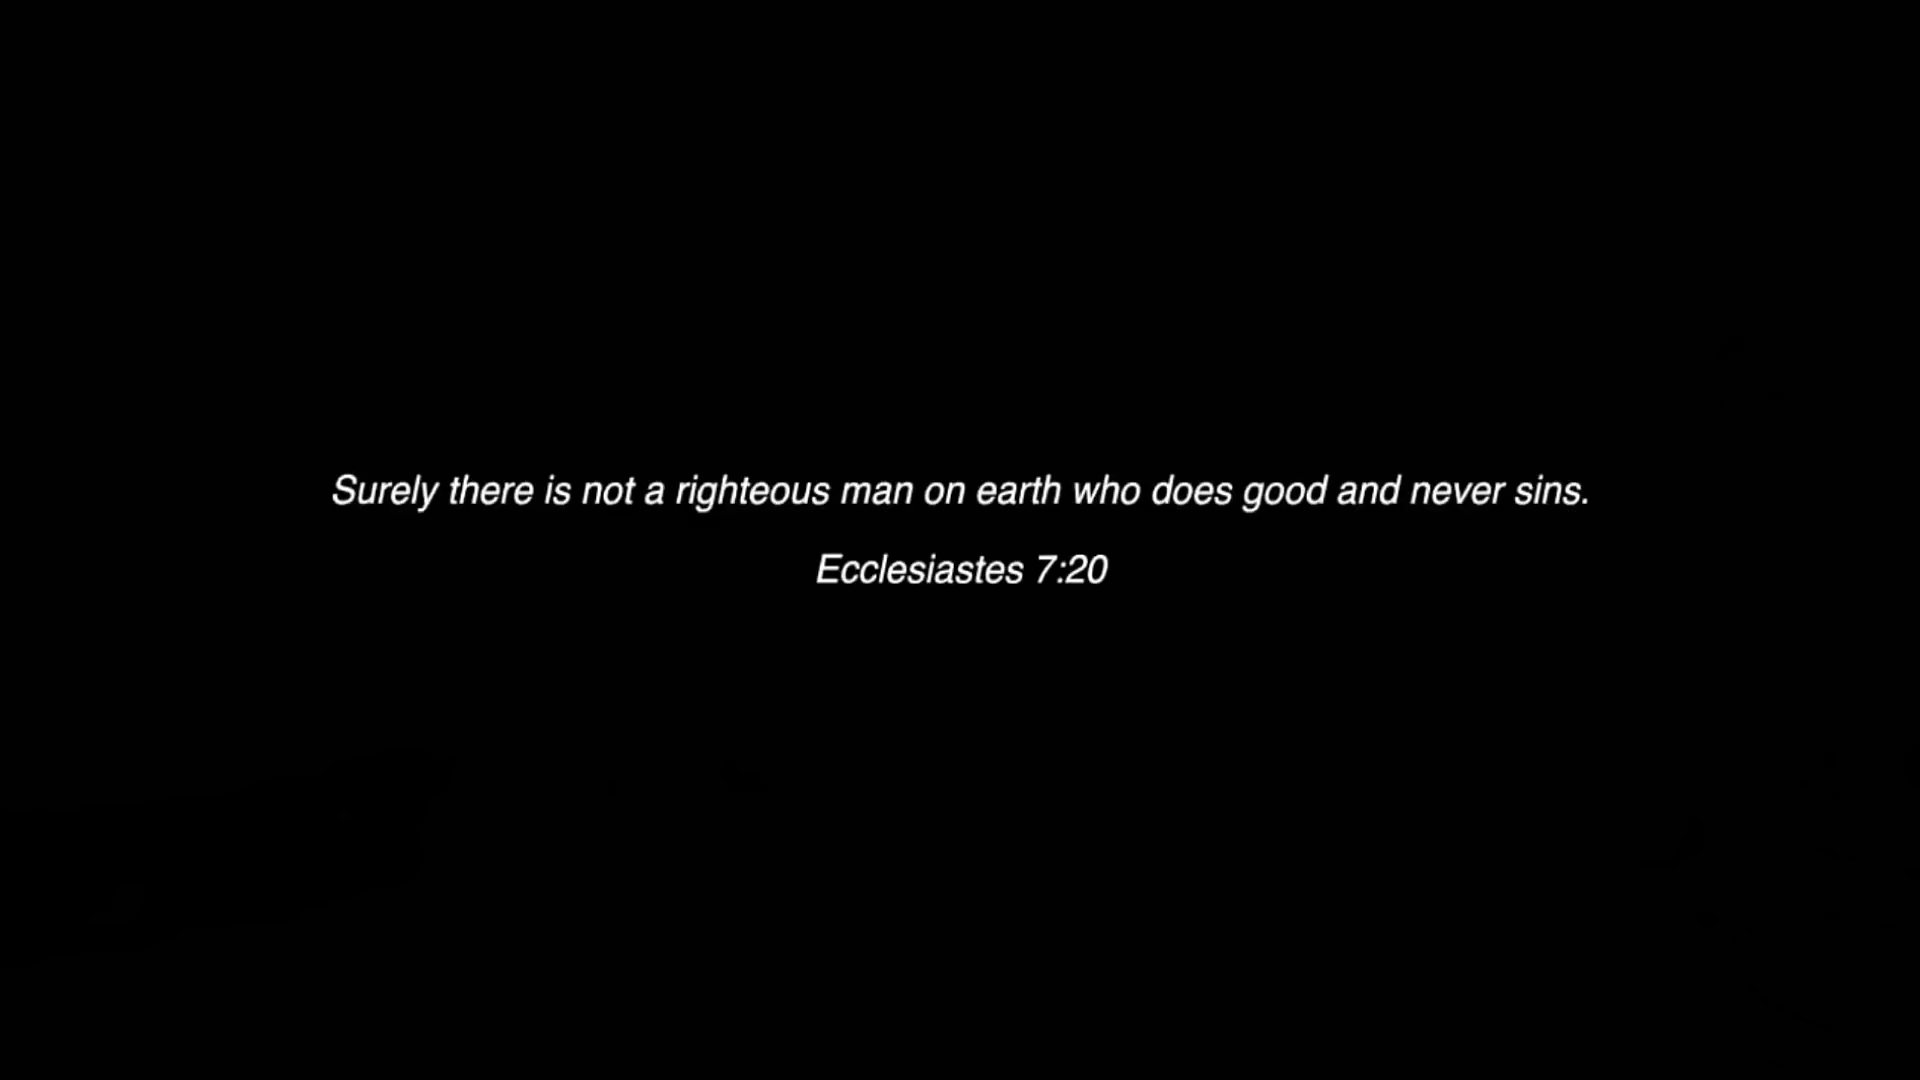 Surely there is not a righteous man on earth who does good and never sins.
Ecclesiastes 7:20